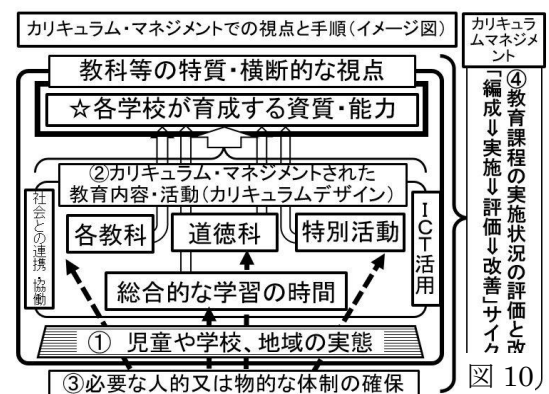 カリキュラム・マネジメントでの視点と手順(イメージ図)
教科等の特質・横断的な視点
☆各学校が育成する資質・能力
②カリキュラム・マネジメントされた
教育内容・活動(カリキュラムデザイン)
社会との連携・協働
各教科
道徳科
特別活動
ICT活用
総合的な学習の時間
① 児童や学校、地域の実態
③必要な人的又は物的な体制の確保
カリキュラ
ムマネジメ
ント
④教育課程の実施状況の評価と改
「編成⇓実施⇓評価⇓改善」サイク
図 10